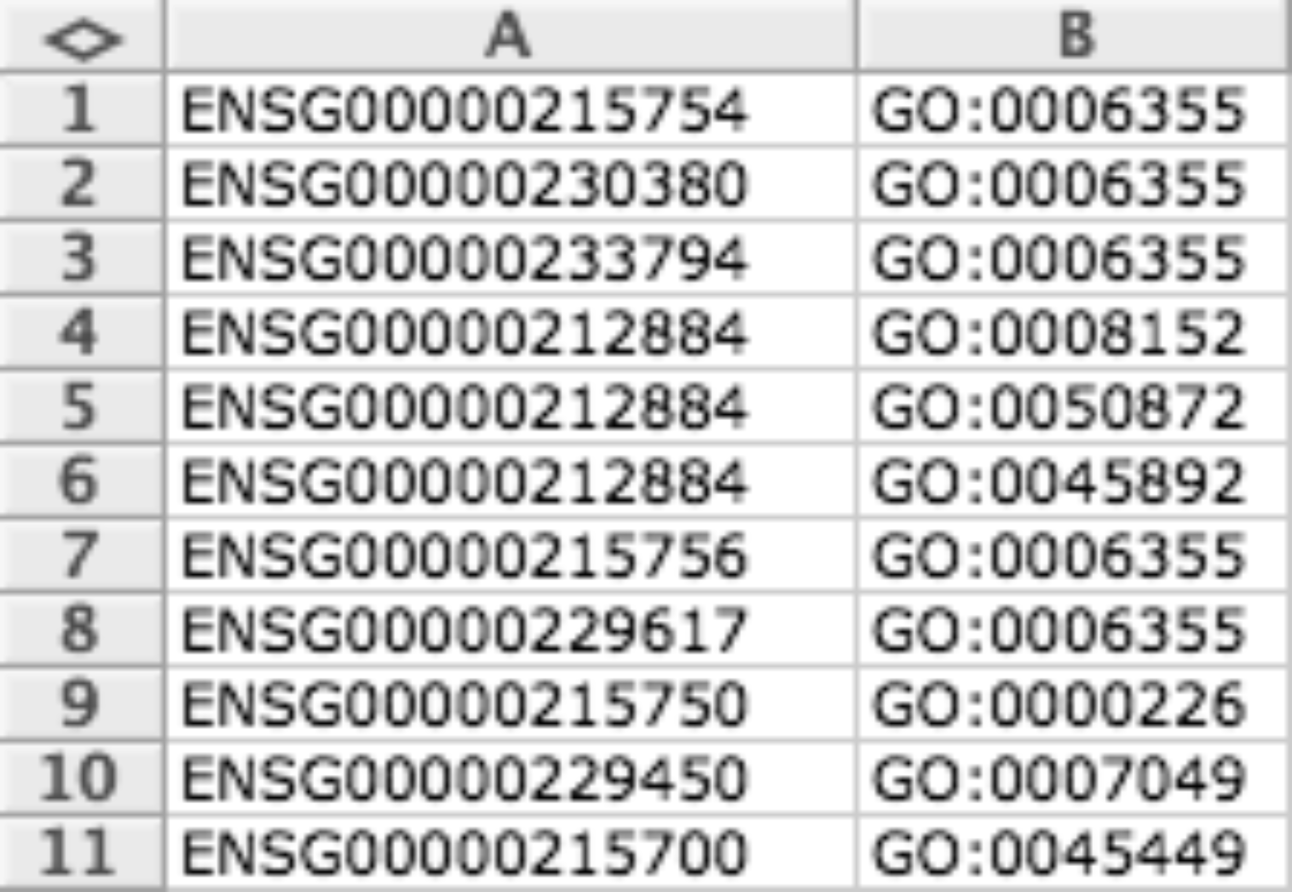 A B
1 ENSG00000215754 GO:0006355
2 ENSG00000230380 GO:0006355
3 ENSG00000233794 GO:0006355
4 ENSG00000212884 GO:0008152
5 ENSG00000212884 GO:0050872
6 ENSG00000212884 GO:0045892
7 ENSG00000215756 GO:0006355
8 ENSG00000229617 GO:0006355
9 ENSG00000215750 GO:0000226
10 ENSG00000229450 GO:0007049
11 ENSG00000215700 GO:0045449